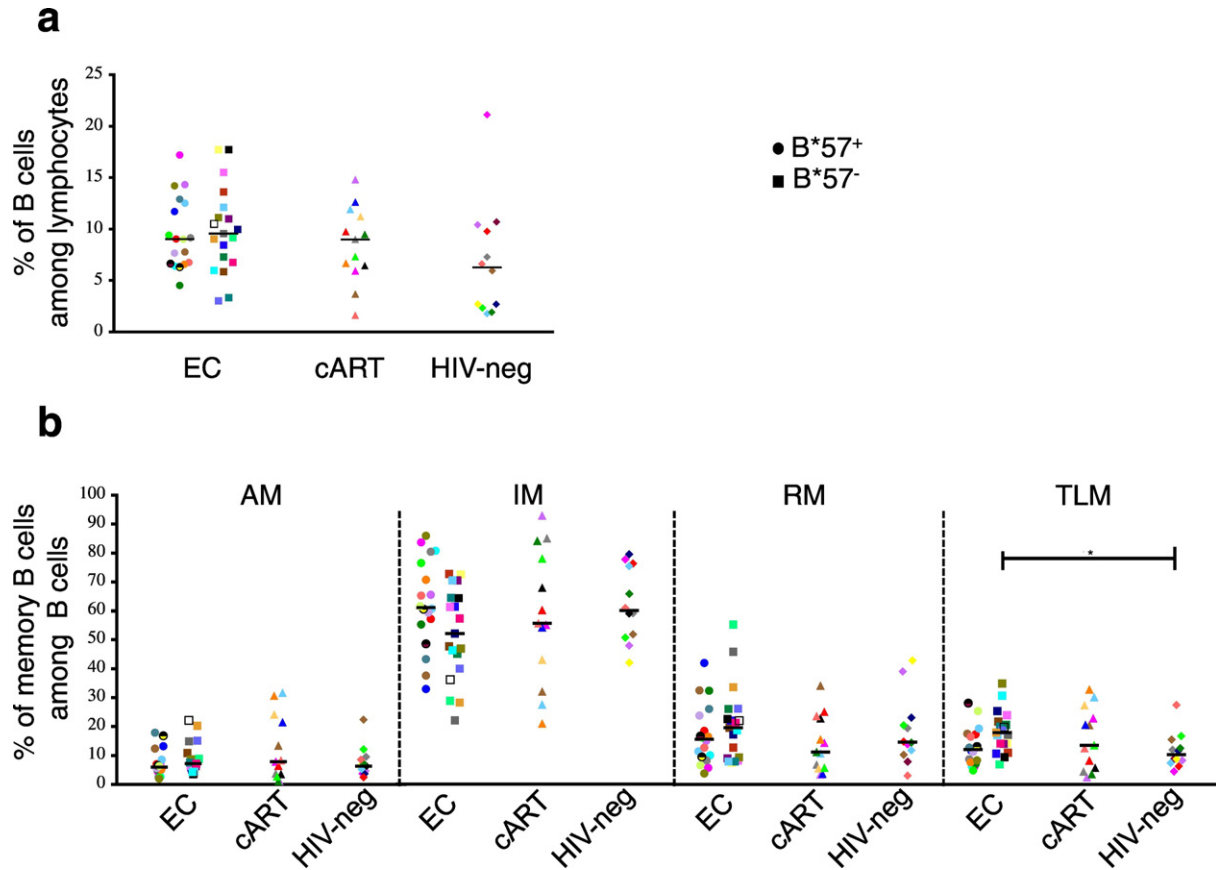 a
% of B cells
among lymphocytes
25
20
15
10
5
0
EC cART HIV-neg
B*57+
B*57-
b
% of memory B cells
among B cells
100
90
80
70
60
50
40
30
20
10
0
AM IM RM TLM
*
EC cART HIV-neg EC cART HIV-neg EC cART HIV-neg EC cART HIV-neg